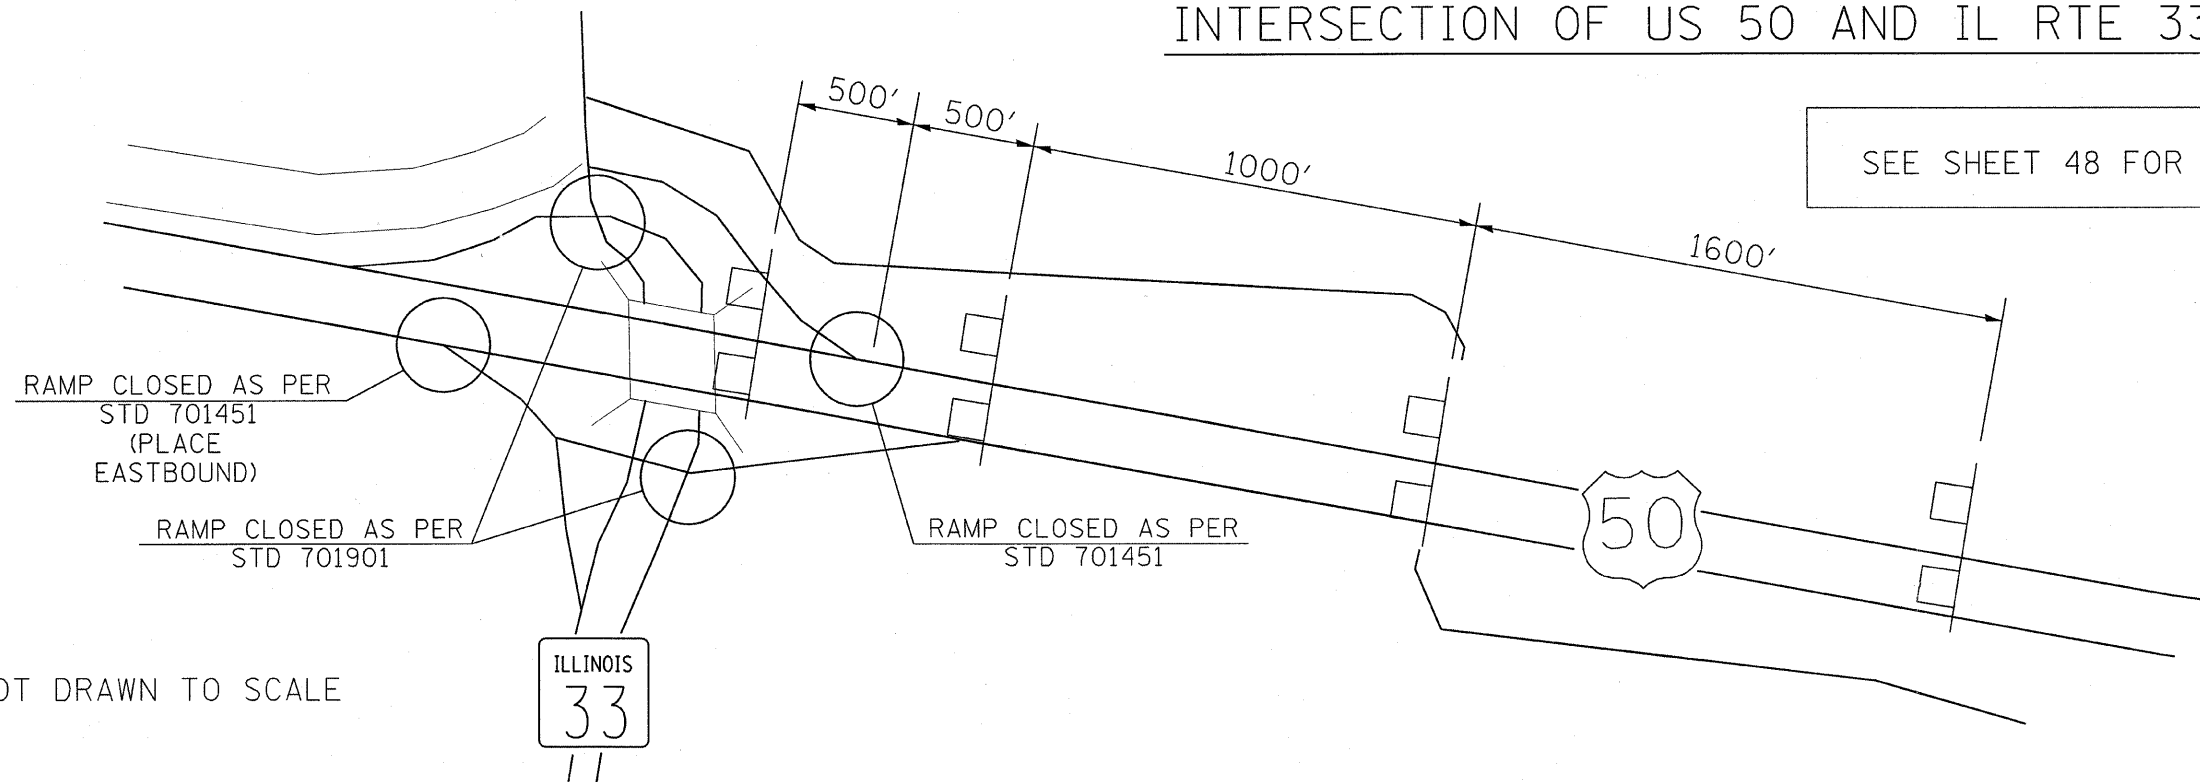 INTERSECTION OF US 50 AND IL RTE 33
500'
500'
1000'
1600'
SEE SHEET 48 FOR
RAMP CLOSED AS PER
STD 701451
(PLACE
EASTBOUND)
RAMP CLOSED AS PER
STD 701901
RAMP CLOSED AS PER
STD 701451
50
ILLINOIS
33
OT DRAWN TO SCALE